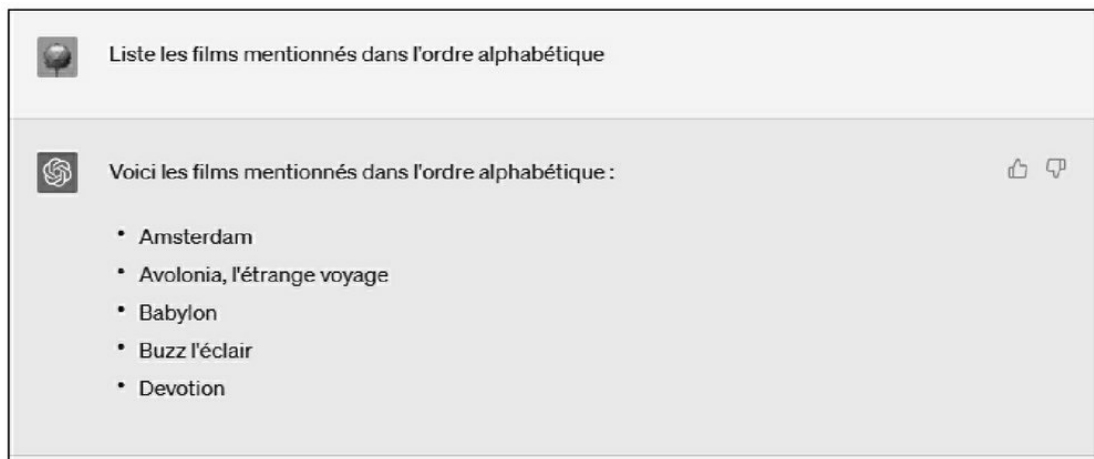 Liste les films mentionnés dans l'ordre alphabétique
Voici les films mentionnés dans l'ordre alphabétique :
• Amsterdam
• Avolonia, l'étrange voyage
• Babylon
• Buzz l'éclair
• Devotion